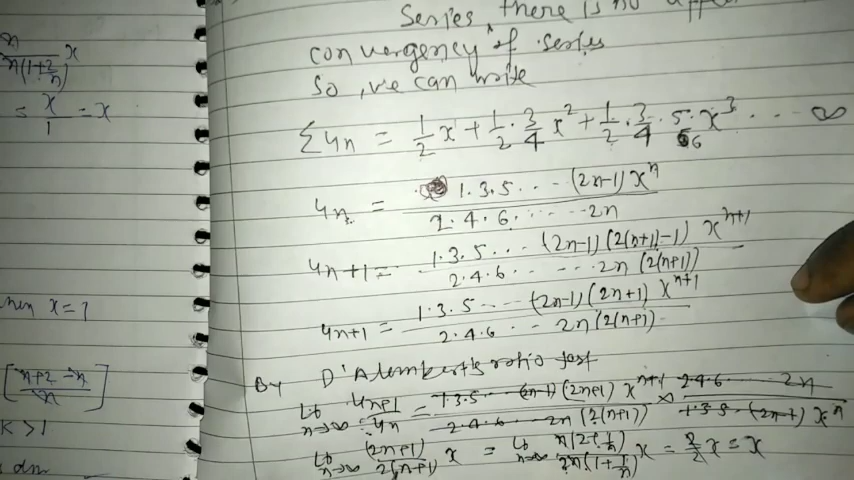 n
n(1+2/n) x
= x/1 = x
when x = 1
[n+2-n / n]
K > 1
Series, there is no
convergency of series
So, we can write
Σun = 1/2 x + 1/2 . 3/4 x² + 1/2 . 3/4 . 5/6 x³ ... ∞
un = 1.3.5 ... (2n-1) x^n / 2.4.6 ... 2n
un+1 = 1.3.5 ... (2n-1) (2(n+1)-1) x^n+1 / 2.4.6 ... 2n (2(n+1))
un+1 = 1.3.5 ... (2n-1) (2n+1) x^n+1 / 2.4.6 ... 2n (2(n+1))
By D'Alembert's ratio test
Lt n→∞ un+1/un = 1.3.5 ... (2n-1) (2n+1) x^n+1 / 2.4.6 ... 2n (2(n+1)) × 2.4.6 ... 2n / 1.3.5 ... (2n-1) x^n
Lt n→∞ (2n+1) / 2(n+1) x = Lt n→∞ n(2+1/n) / 2n(1+1/n) x = 2/2 x = x